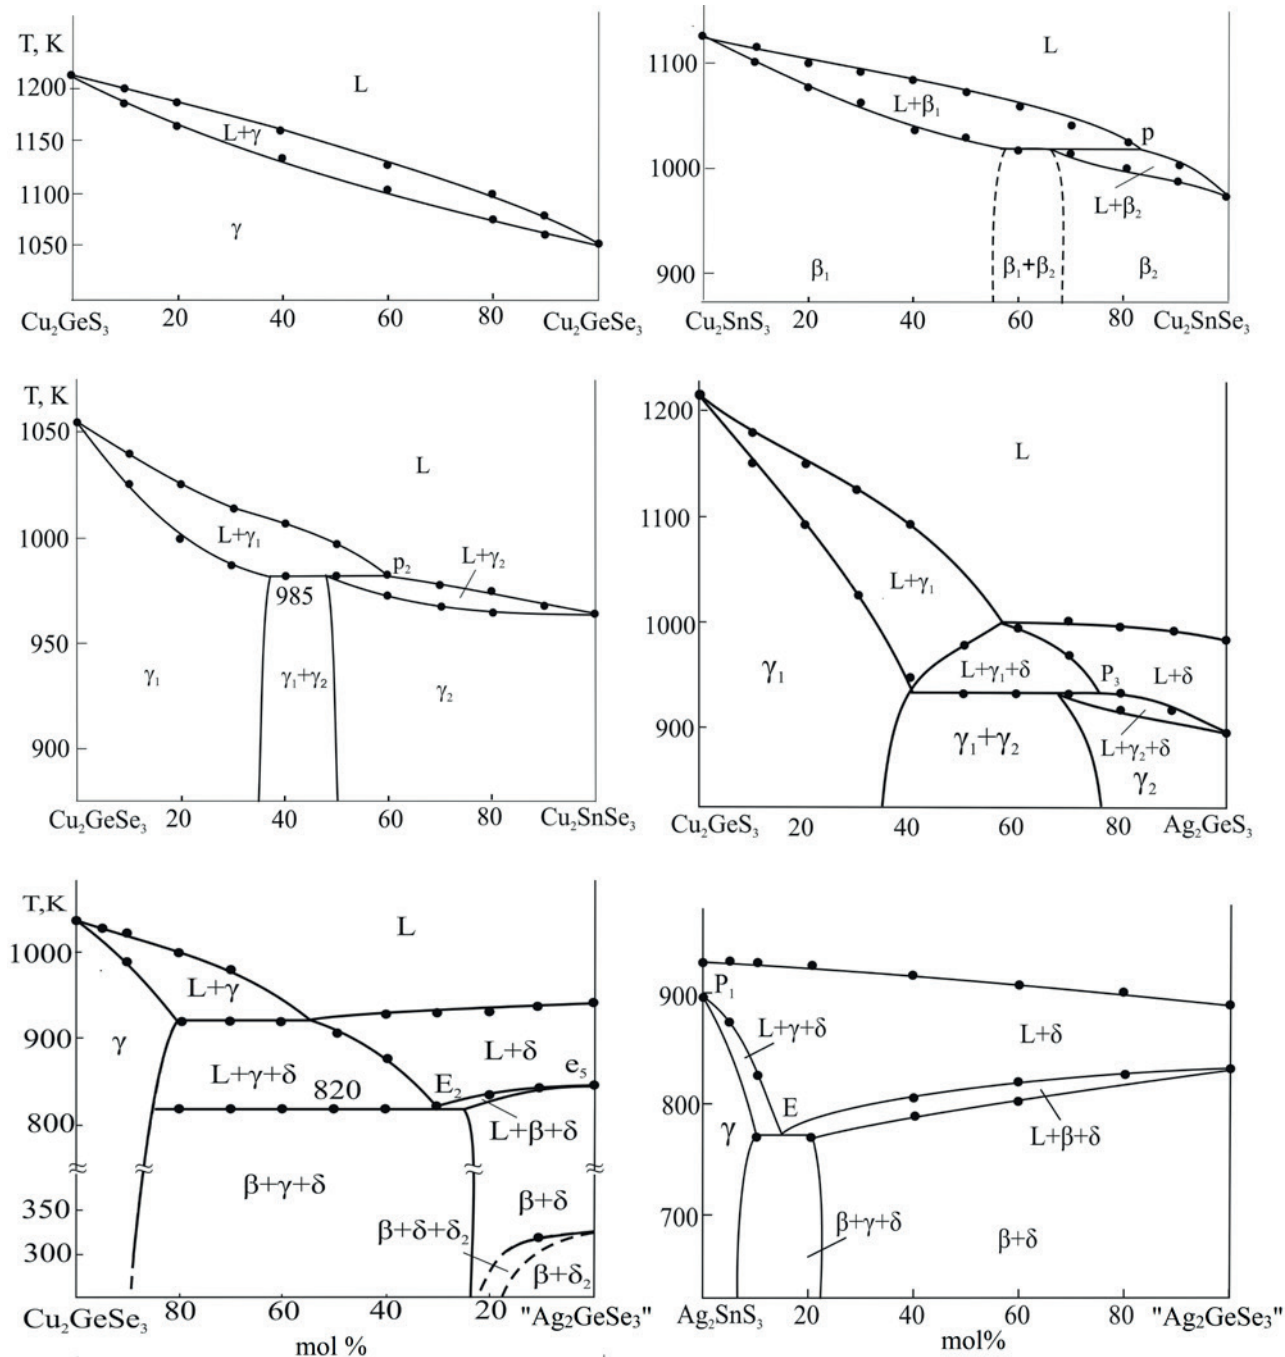 T, K
1200
1150
1100
1050
L
L+γ
γ
Cu₂GeS₃ 20 40 60 80 Cu₂GeSe₃
1100
1000
900
L
L+β₁
p
L+β₂
β₁
β₁+β₂
β₂
Cu₂SnS₃ 20 40 60 80 Cu₂SnSe₃
T, K
1050
1000
950
900
L
L+γ₁
p₂
L+γ₂
985
γ₁
γ₁+γ₂
γ₂
Cu₂GeSe₃ 20 40 60 80 Cu₂SnSe₃
1200
1100
1000
900
L
L+γ₁
L+γ₁+δ
P₃
L+δ
γ₁
γ₁+γ₂
L+γ₂+δ
γ₂
Cu₂GeS₃ 20 40 60 80 Ag₂GeS₃
T,K
1000
900
800
350
300
L
L+γ
γ
L+δ
e₅
L+γ+δ
820
E₂
L+β+δ
β+γ+δ
β+δ
β+δ+δ₂
β+δ₂
Cu₂GeSe₃ 80 60 40 20 "Ag₂GeSe₃"
mol %
900
800
700
P₁
L+γ+δ
L+δ
E
γ
L+β+δ
β+γ+δ
β+δ
Ag₂SnS₃ 20 40 60 80 "Ag₂GeSe₃"
mol%